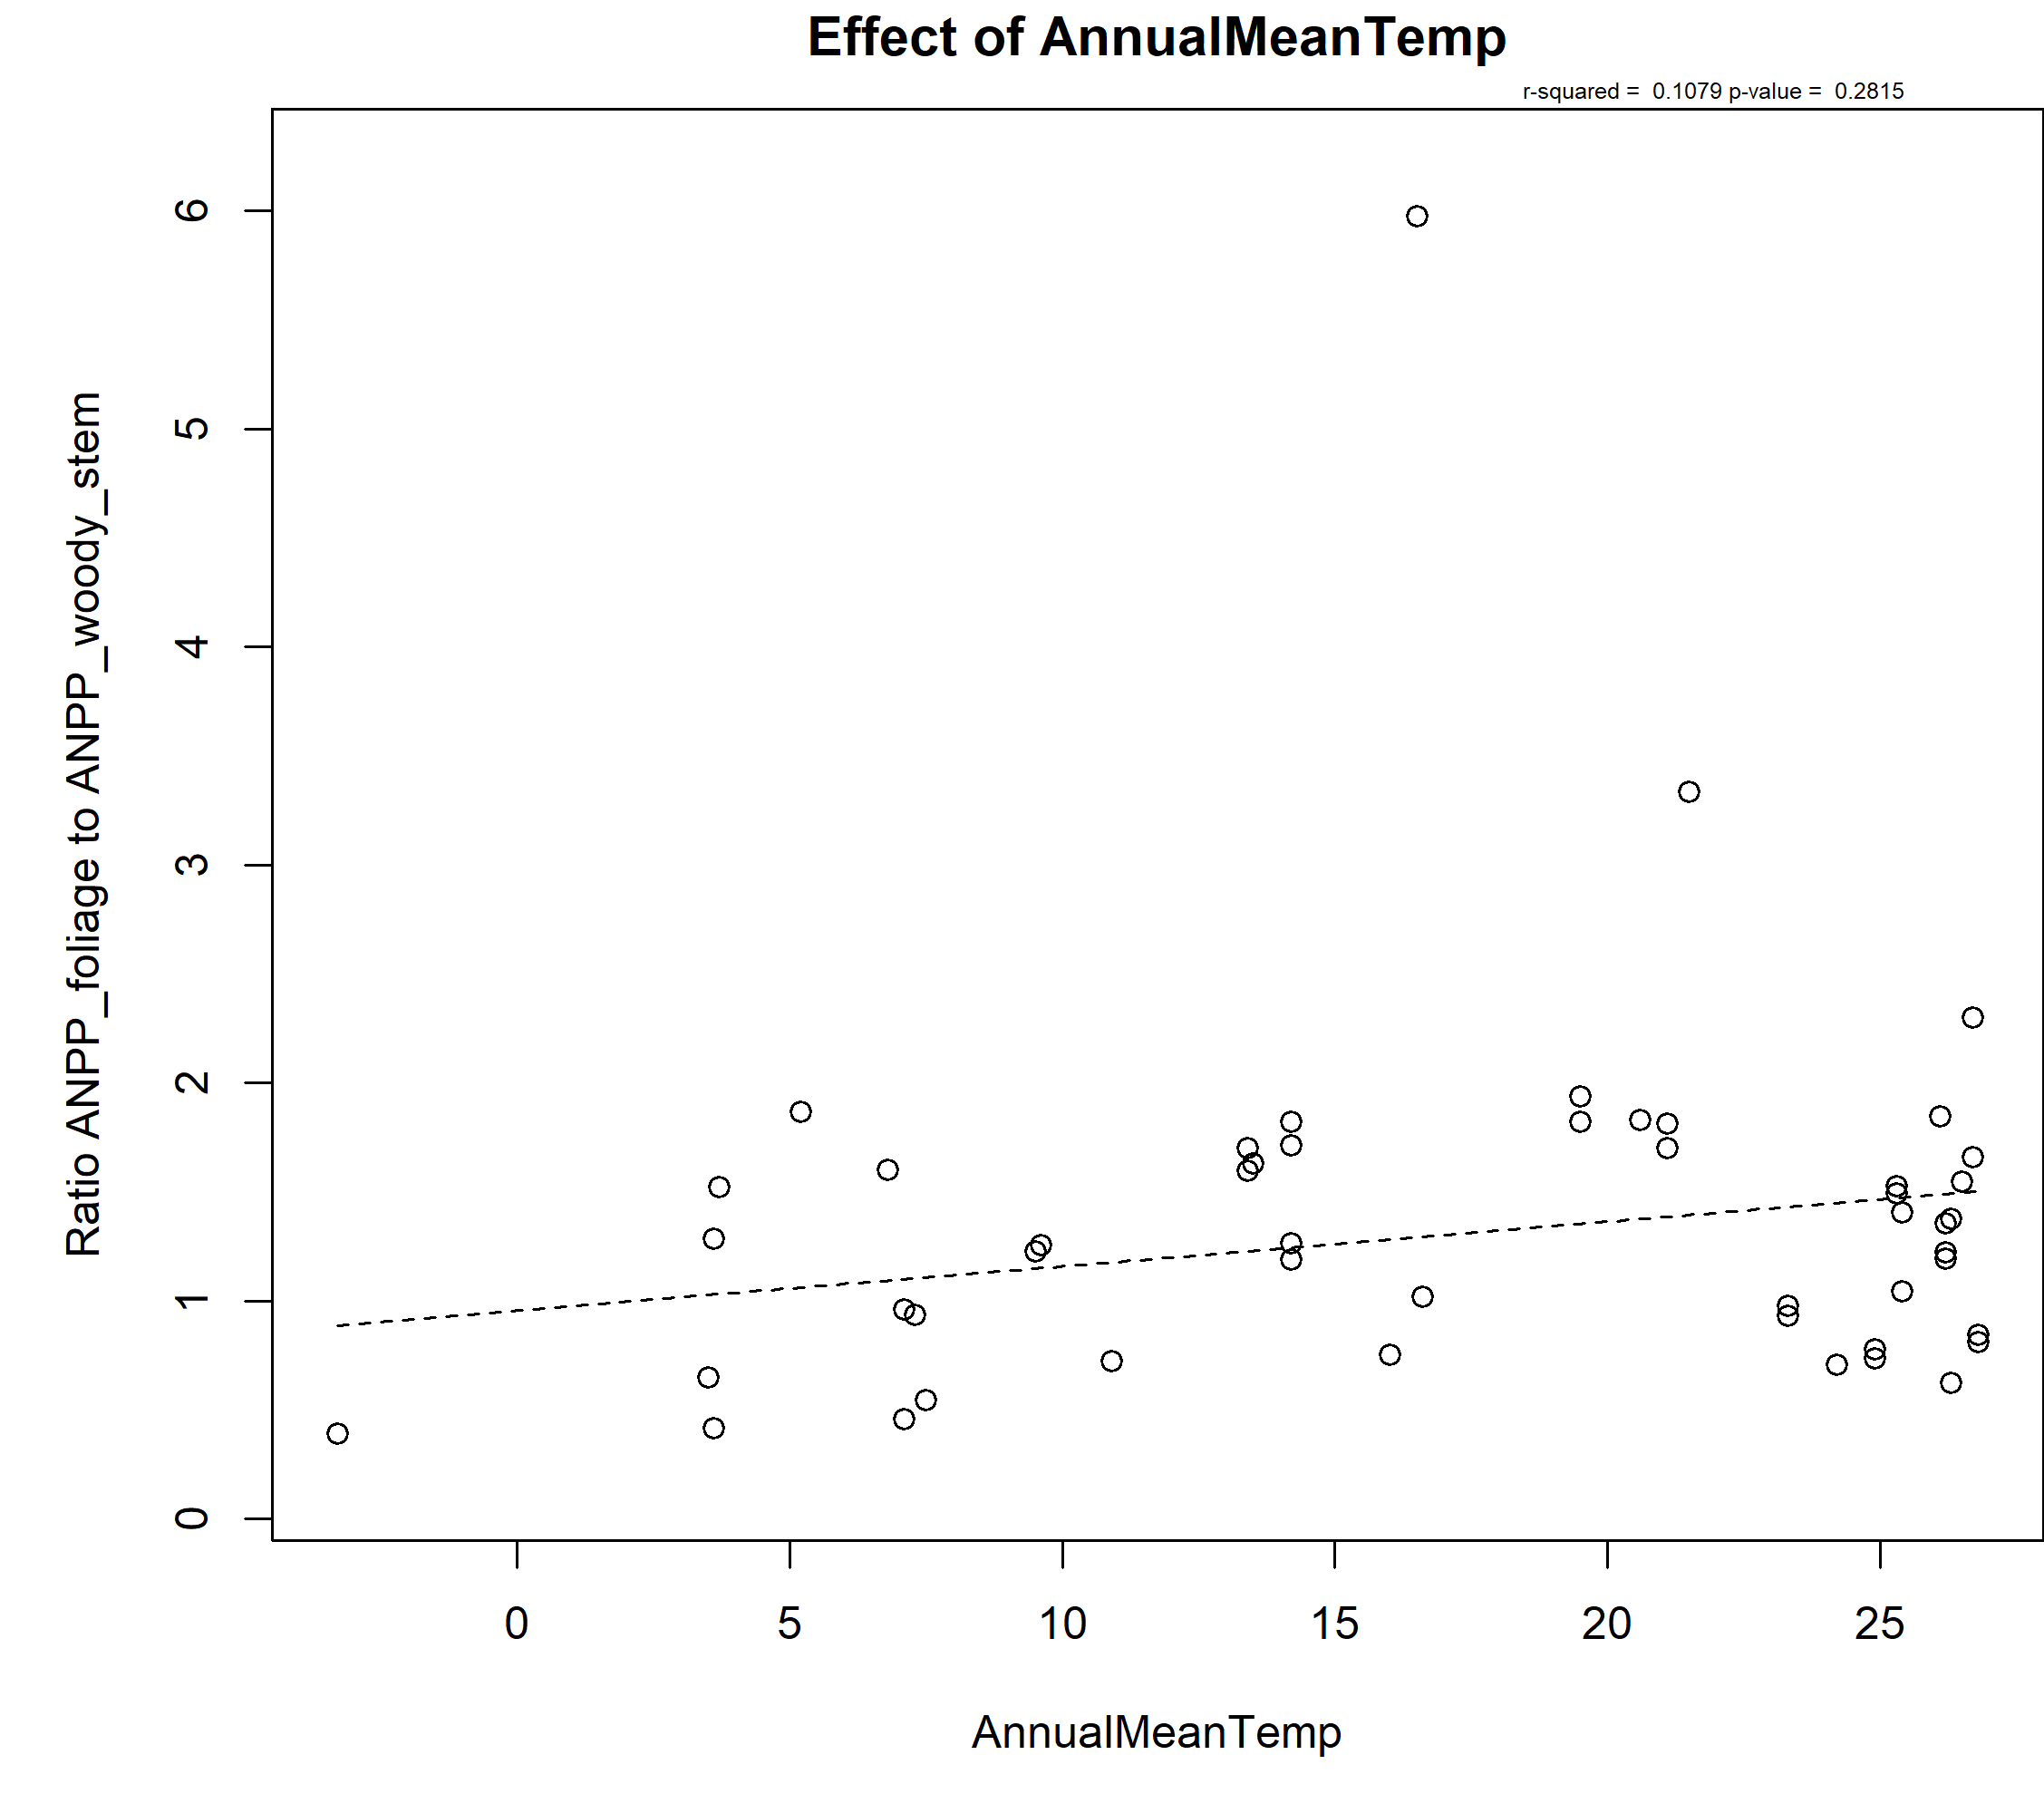 Effect of AnnualMeanTemp
r-squared = 0.1079 p-value = 0.2815
Ratio ANPP_foliage to ANPP_woody_stem
6
5
4
3
2
1
0
0 5 10 15 20 25
AnnualMeanTemp